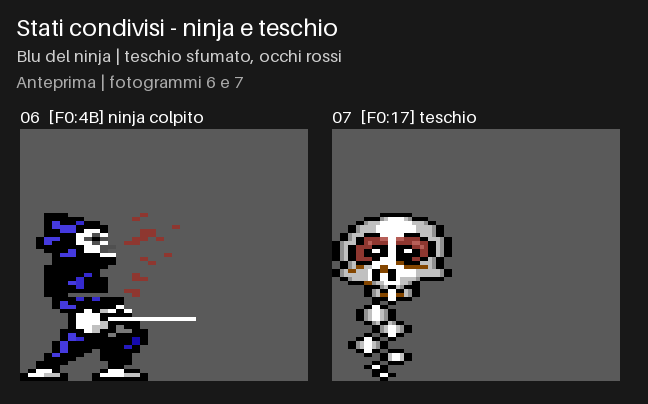 Stati condivisi - ninja e teschio
Blu del ninja | teschio sfumato, occhi rossi
Anteprima | fotogrammi 6 e 7
06 [F0:4B] ninja colpito
07 [F0:17] teschio